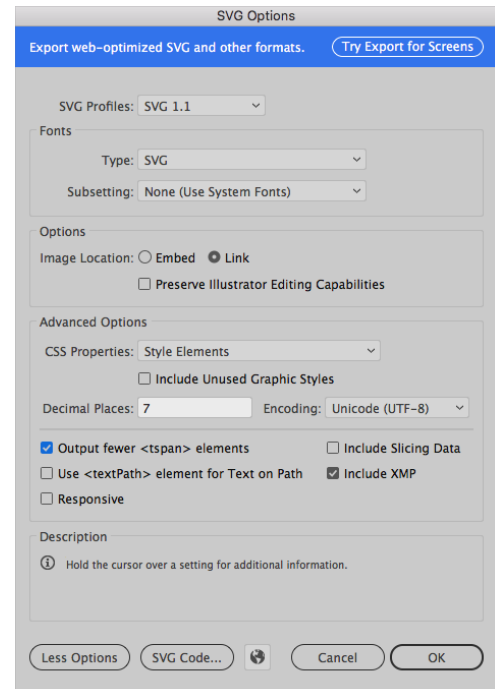 SVG Options
Export web-optimized SVG and other formats. Try Export for Screens
SVG Profiles: SVG 1.1
Fonts
Type: SVG
Subsetting: None (Use System Fonts)
Options
Image Location: Embed Link
Preserve Illustrator Editing Capabilities
Advanced Options
CSS Properties: Style Elements
Include Unused Graphic Styles
Decimal Places: 7 Encoding: Unicode (UTF-8)
Output fewer <tspan> elements Include Slicing Data
Use <textPath> element for Text on Path Include XMP
Responsive
Description
Hold the cursor over a setting for additional information.
Less Options SVG Code... Cancel OK